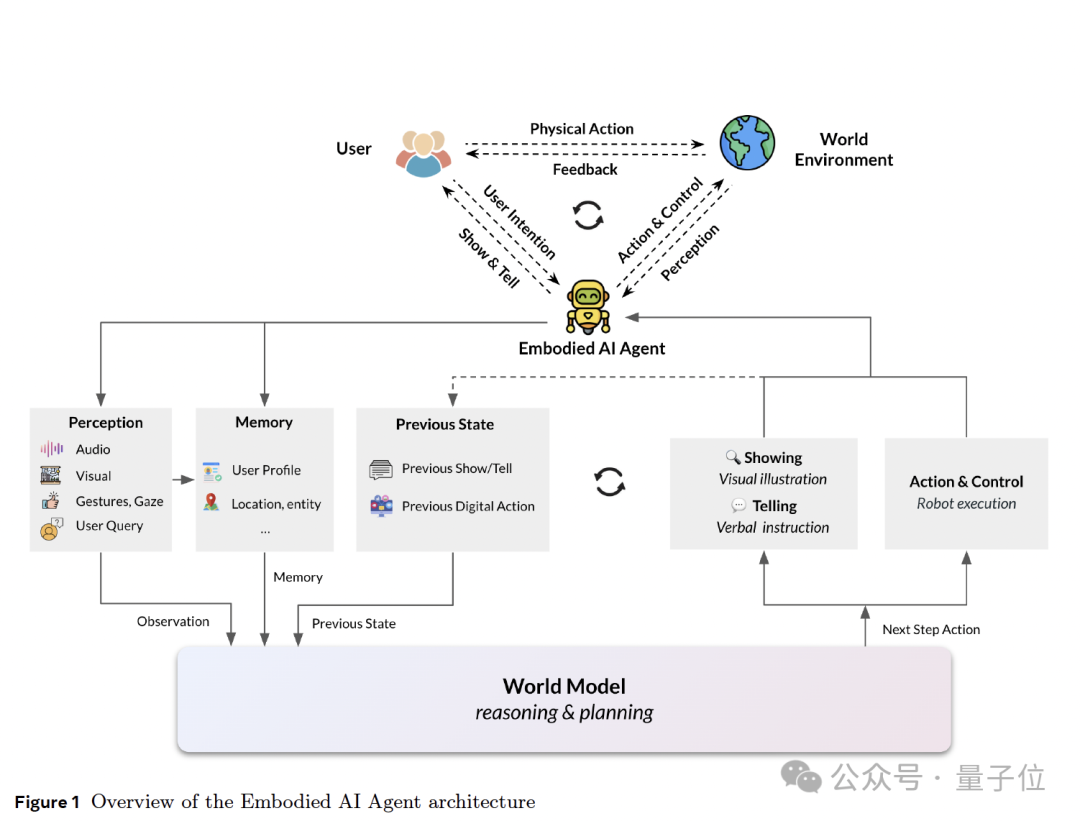 Physical Action
User
World
Environment
Feedback
User Intention
Show & Tell
Action & Control
Perception
Embodied AI Agent
Perception
Audio
Visual
Gestures, Gaze
User Query
Memory
User Profile
Location, entity
...
Previous State
Previous Show/Tell
Previous Digital Action
Showing
Visual illustration
Telling
Verbal instruction
Action & Control
Robot execution
Memory
Observation
Previous State
Next Step Action
World Model
reasoning & planning
公众号 · 量子位
Figure 1 Overview of the Embodied AI Agent architecture